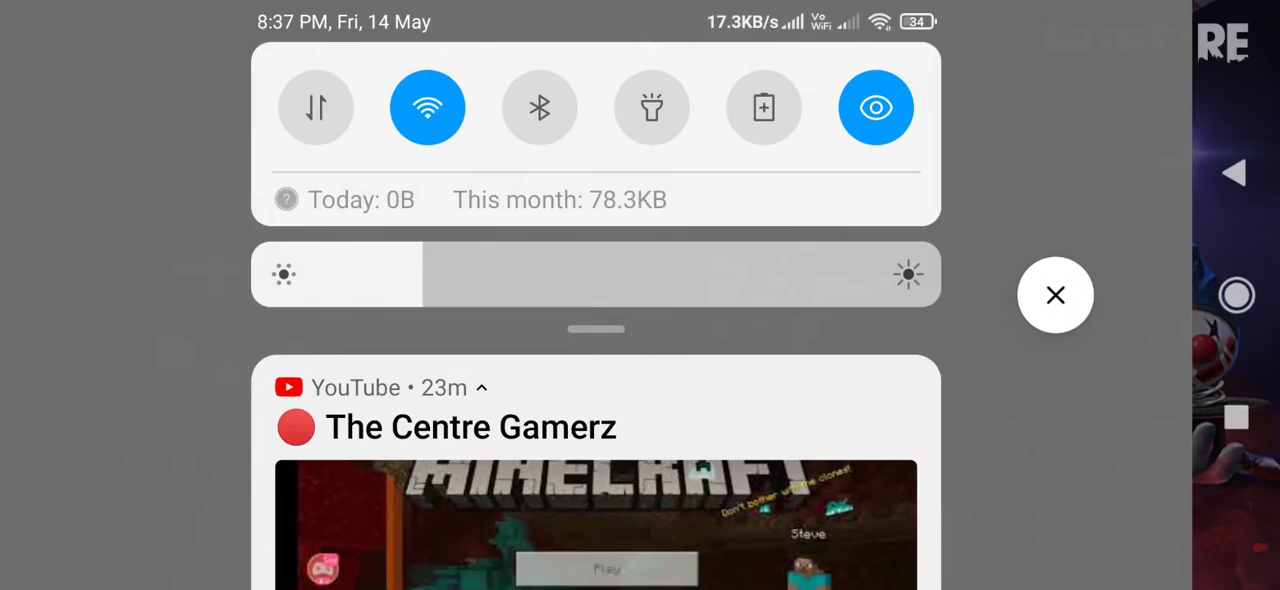 8:37 PM, Fri, 14 May 17.3KB/s Vo WiFi 34
RE
Today: 0B This month: 78.3KB
YouTube • 23m
The Centre Gamerz
MINECRAFT
Don't bother with the clones!
Steve
Play